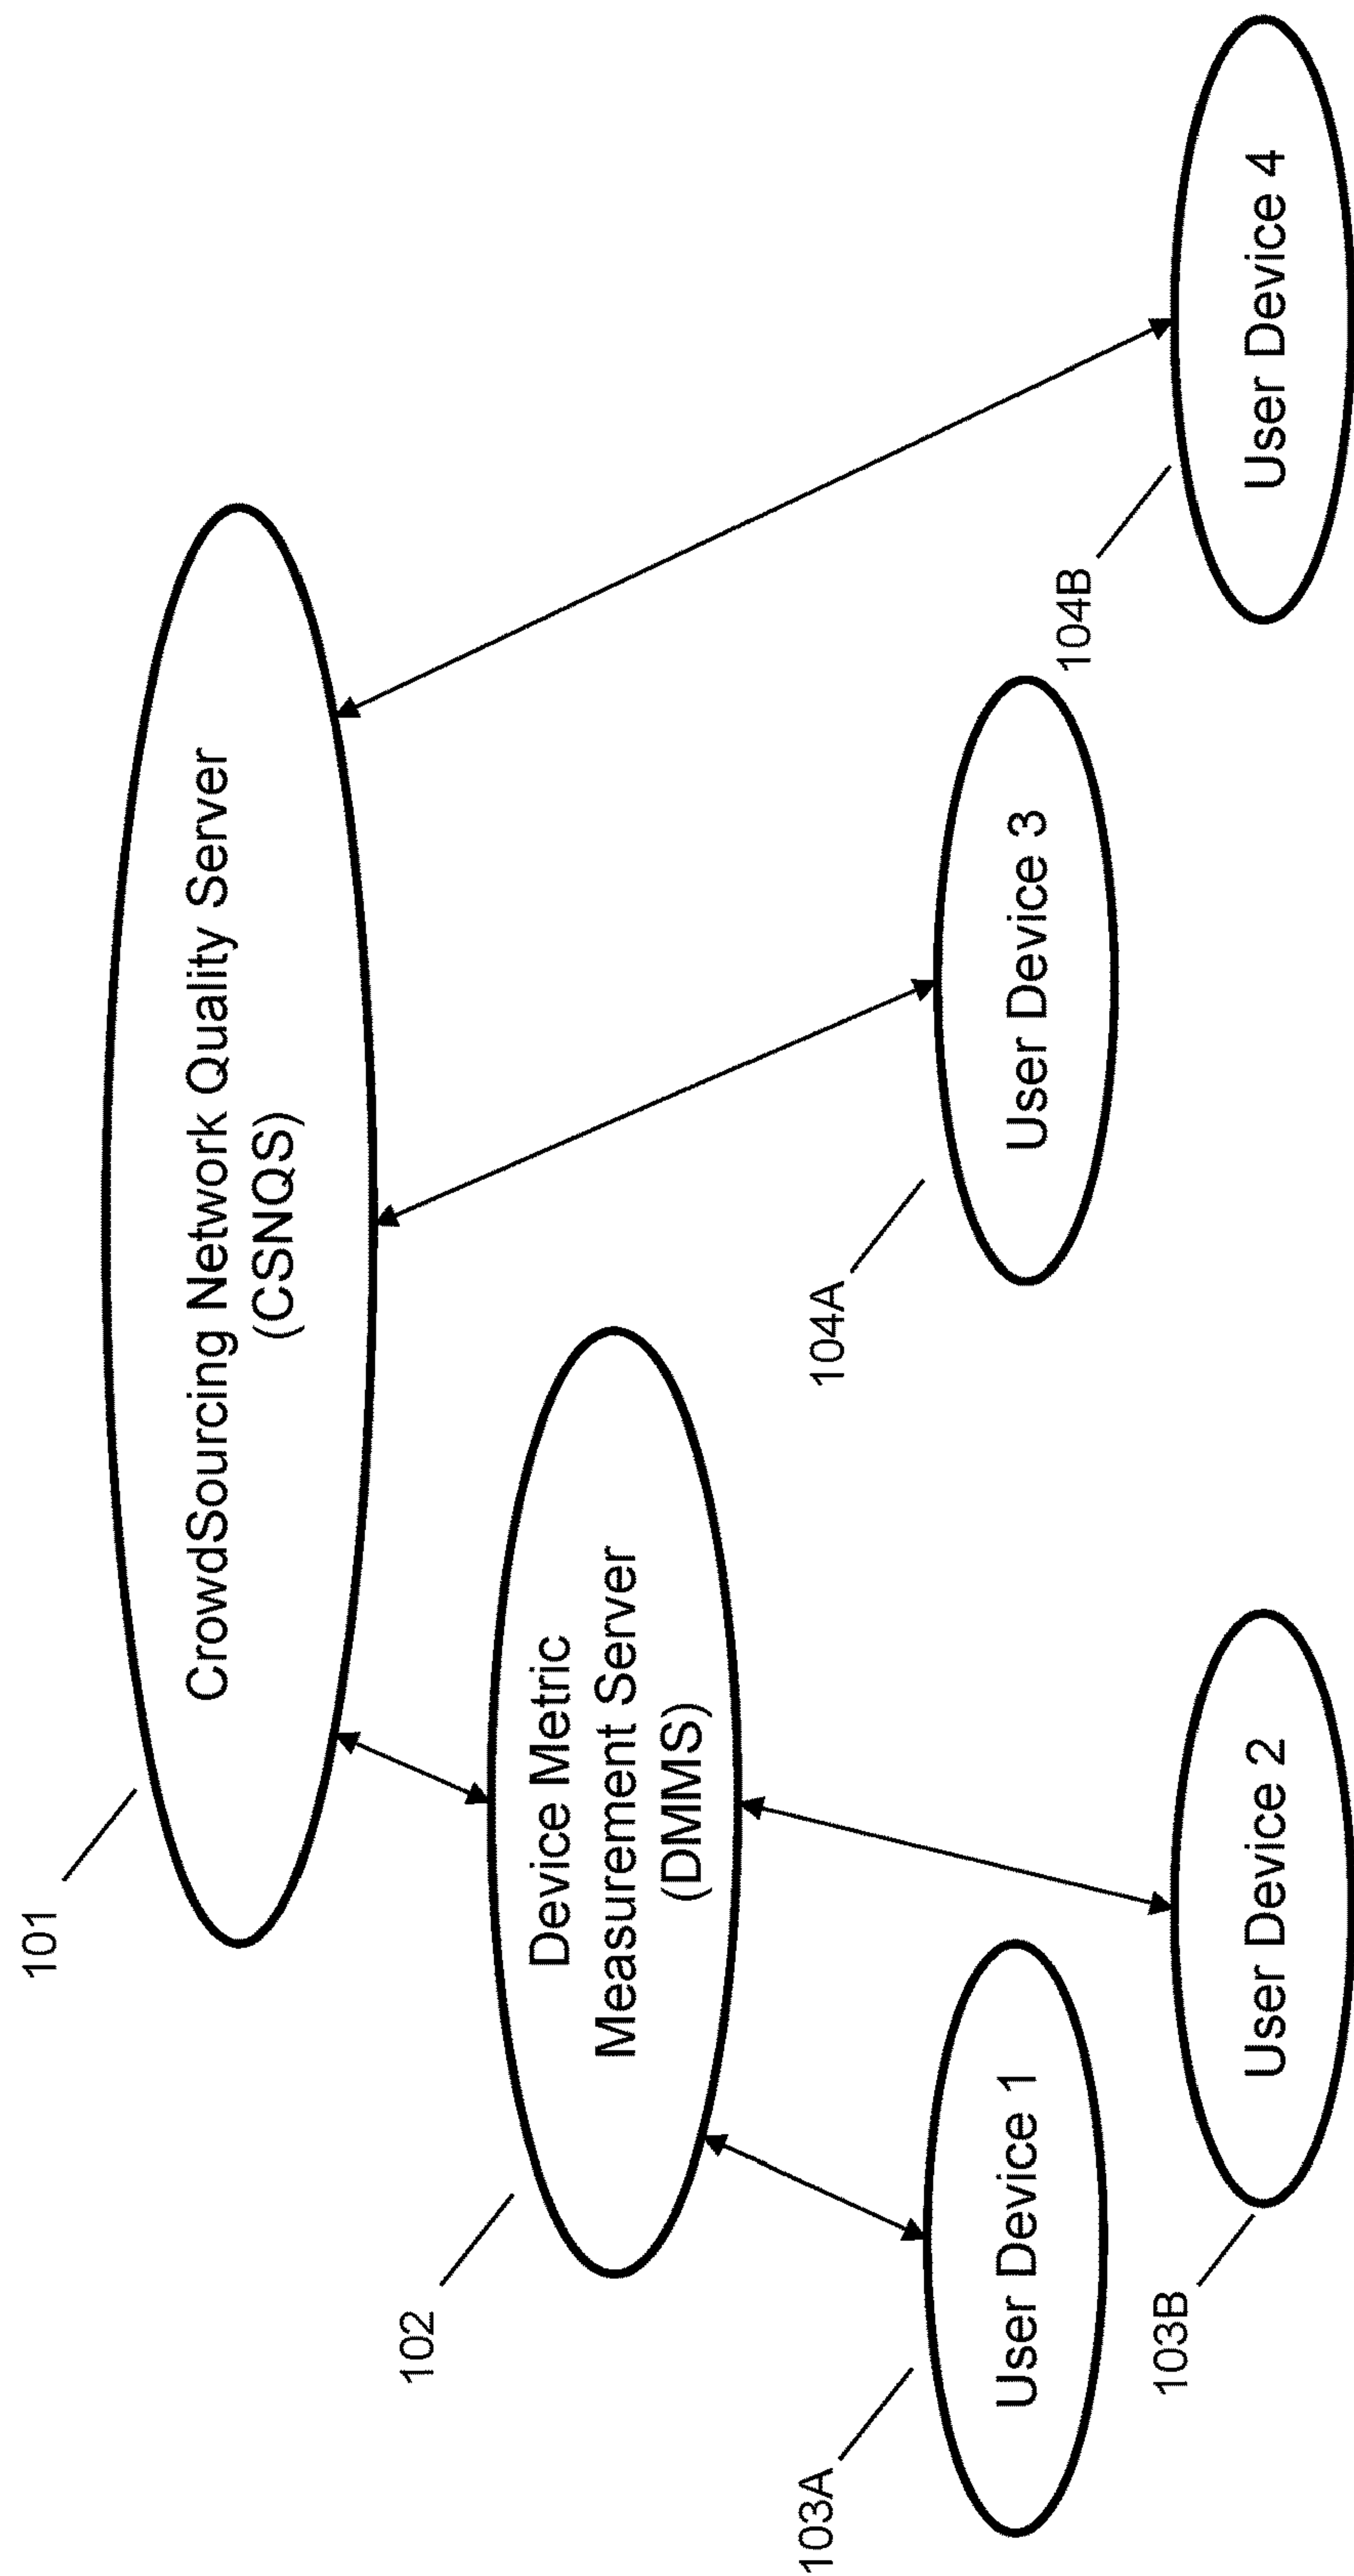 101
CrowdSourcing Network Quality Server
(CSNQS)
102
Device Metric
Measurement Server
(DMMS)
103A
User Device 1
103B
User Device 2
104A
User Device 3
104B
User Device 4